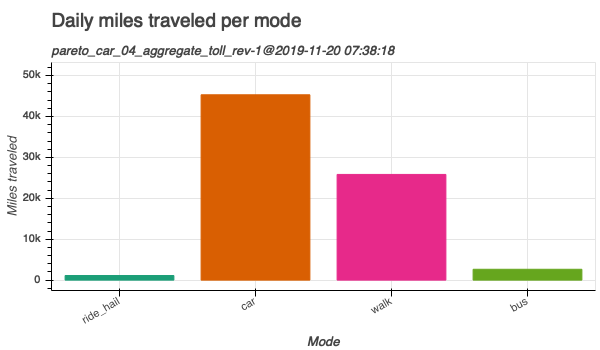 Daily miles traveled per mode
pareto_car_04_aggregate_toll_rev-1@2019-11-20 07:38:18
Miles traveled
50k
40k
30k
20k
10k
0
ride_hail
car
walk
bus
Mode